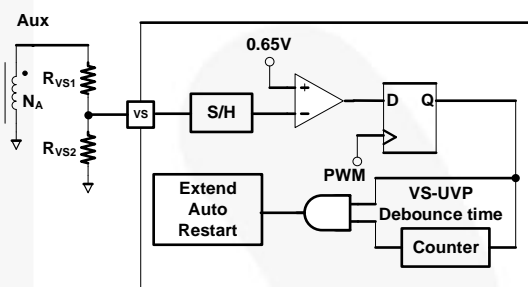 Aux
0.65V
R_VS1
N_A
R_VS2
VS
S/H
+
−
D Q
PWM
Extend
Auto
Restart
VS-UVP
Debounce time
Counter